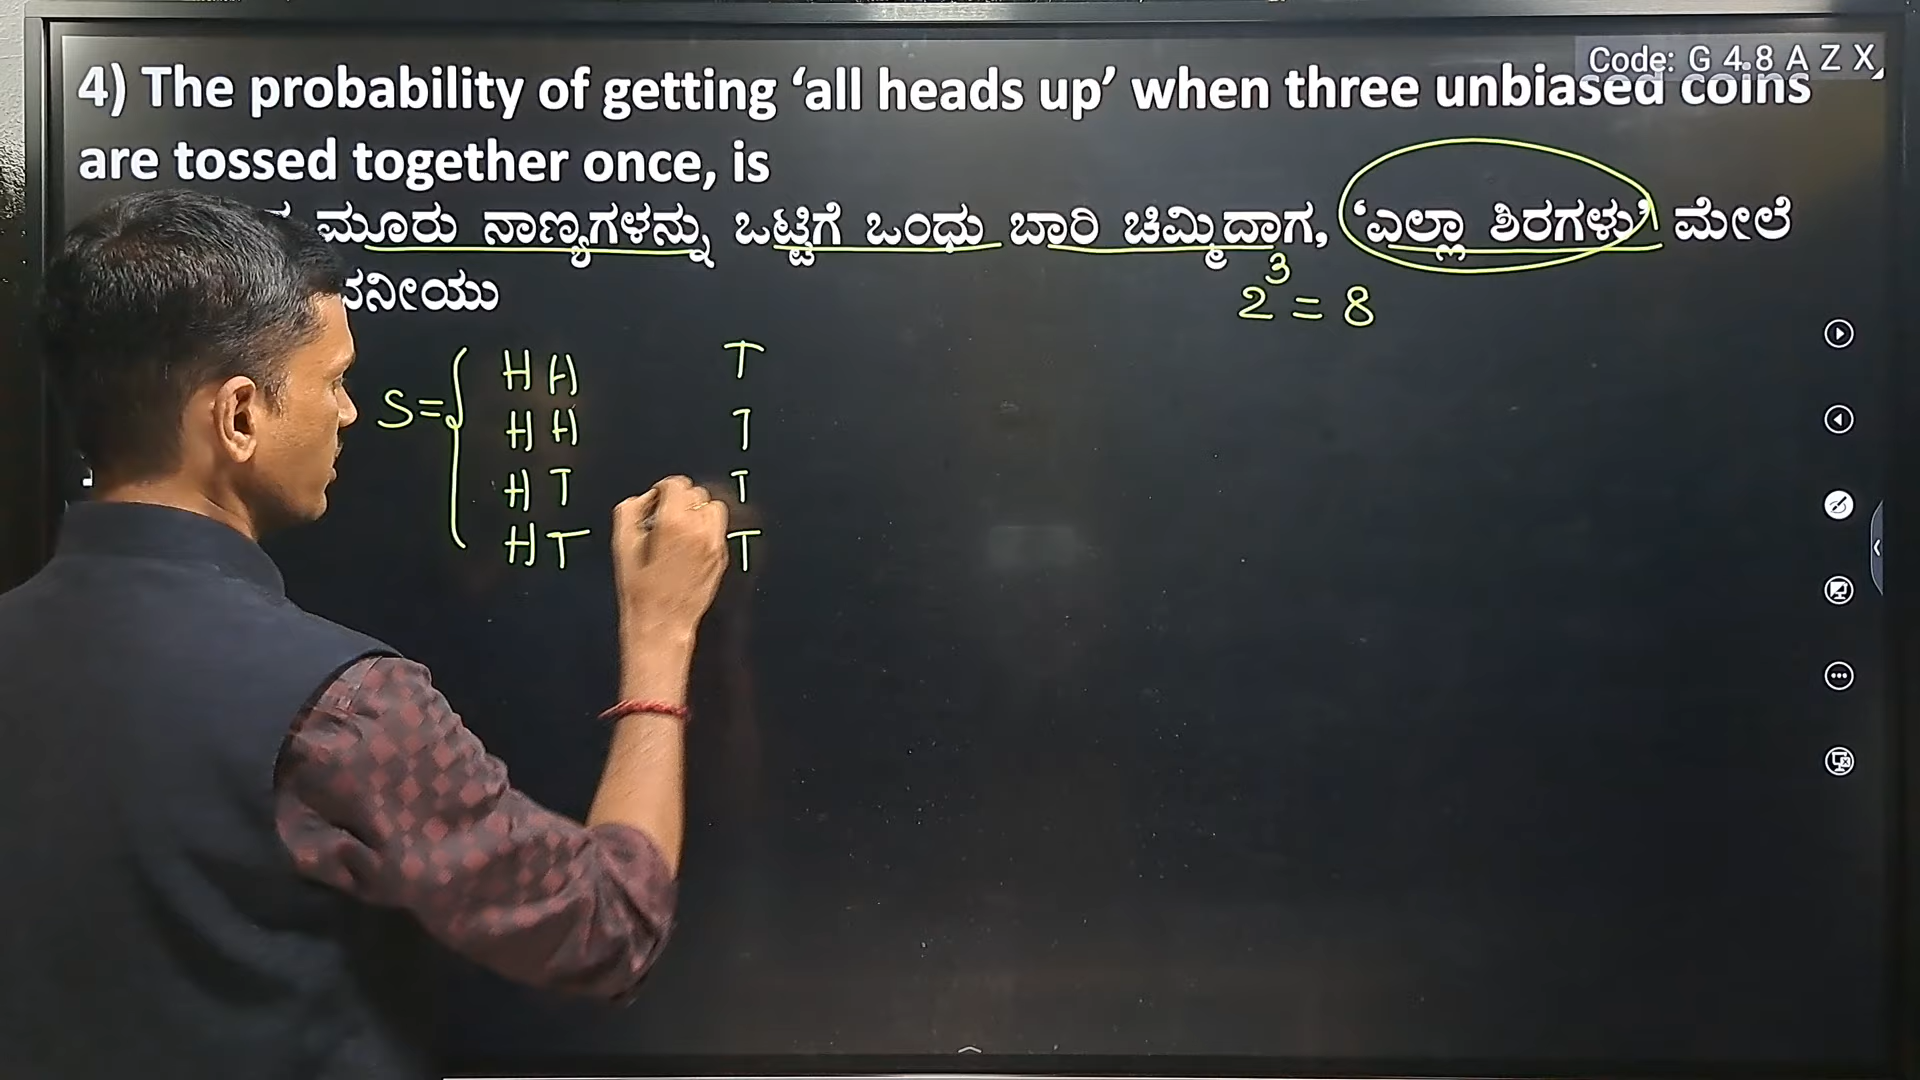 Code: G 4.8 A Z X
4) The probability of getting ‘all heads up’ when three unbiased coins
are tossed together once, is
ಮೂರು ನಾಣ್ಯಗಳನ್ನು ಒಟ್ಟಿಗೆ ಒಂಧು ಬಾರಿ ಚಿಮ್ಮಿದಾಗ, ‘ಎಲ್ಲಾ ಶಿರಗಳು’ ಮೇಲೆ
2³ = 8
S= { H H T
H H T
H T T
H T T